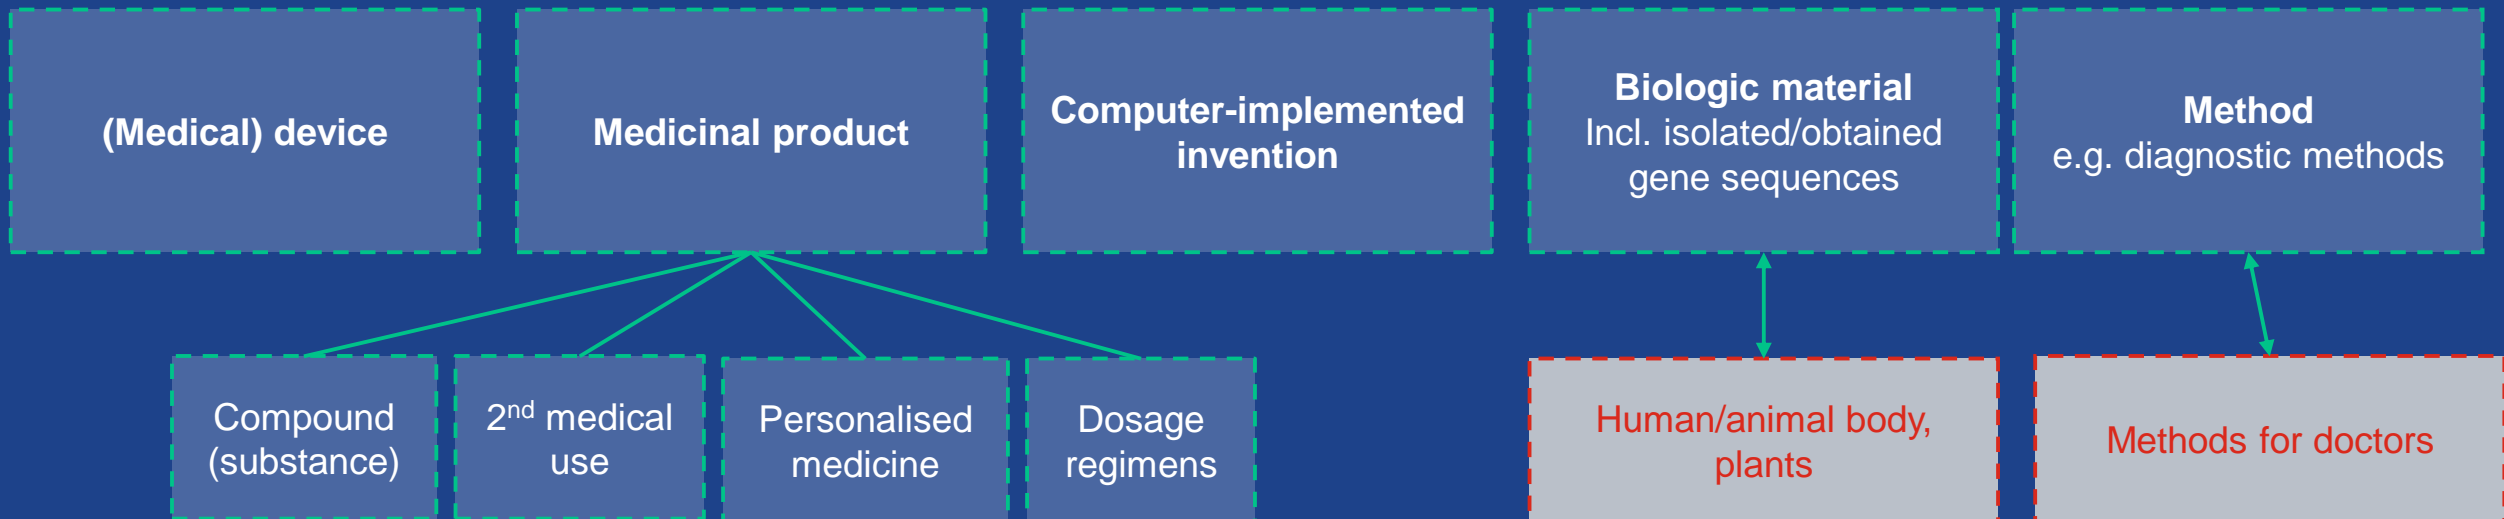 (Medical) device
Medicinal product
Computer-implemented
invention
Biologic material
Incl. isolated/obtained
gene sequences
Method
e.g. diagnostic methods
Compound
(substance)
2nd medical
use
Personalised
medicine
Dosage
regimens
Human/animal body,
plants
Methods for doctors